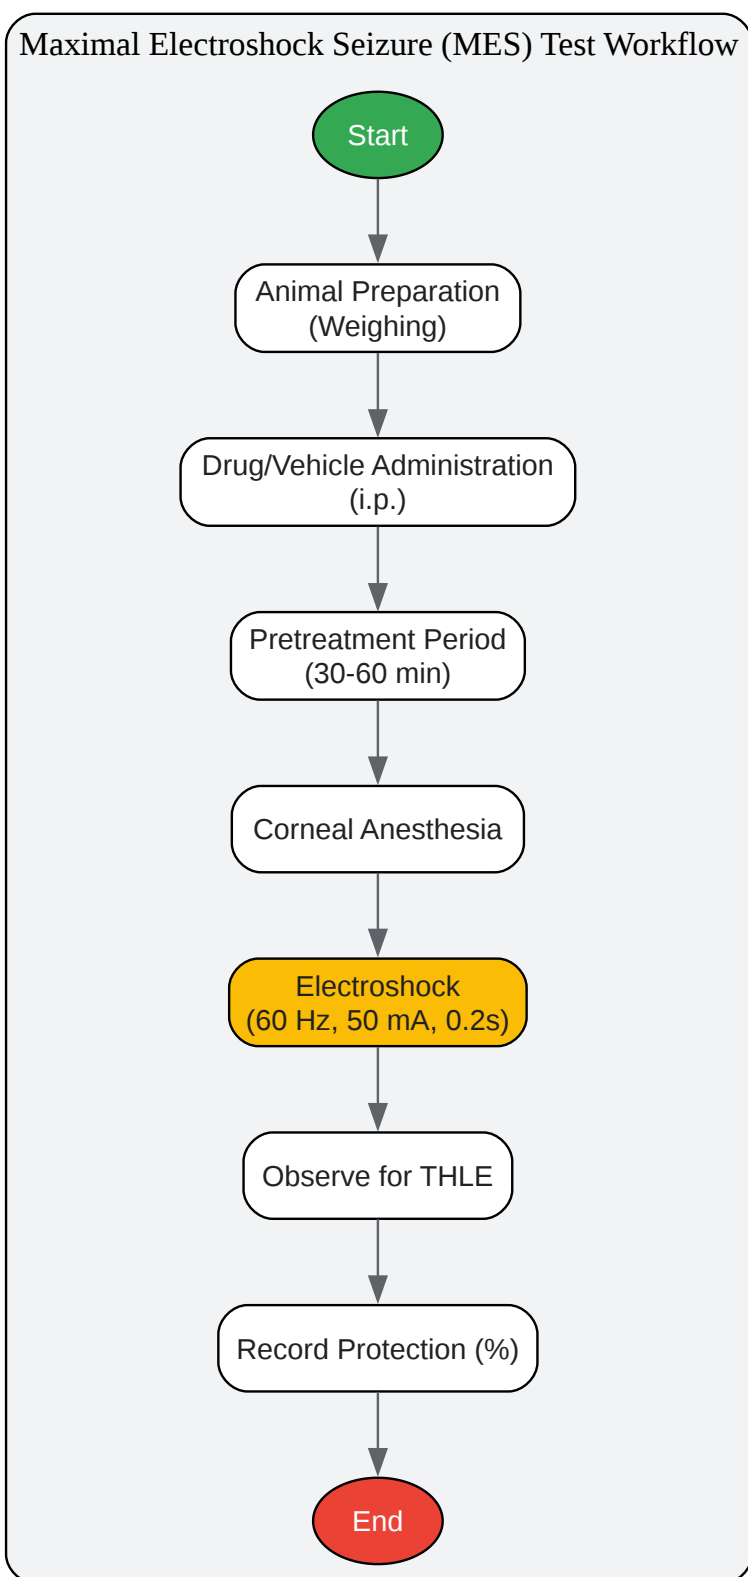 Maximal Electroshock Seizure (MES) Test Workflow
Start
Animal Preparation
(Weighing)
Drug/Vehicle Administration
(i.p.)
Pretreatment Period
(30-60 min)
Corneal Anesthesia
Electroshock
(60 Hz, 50 mA, 0.2s)
Observe for THLE
Record Protection (%)
End